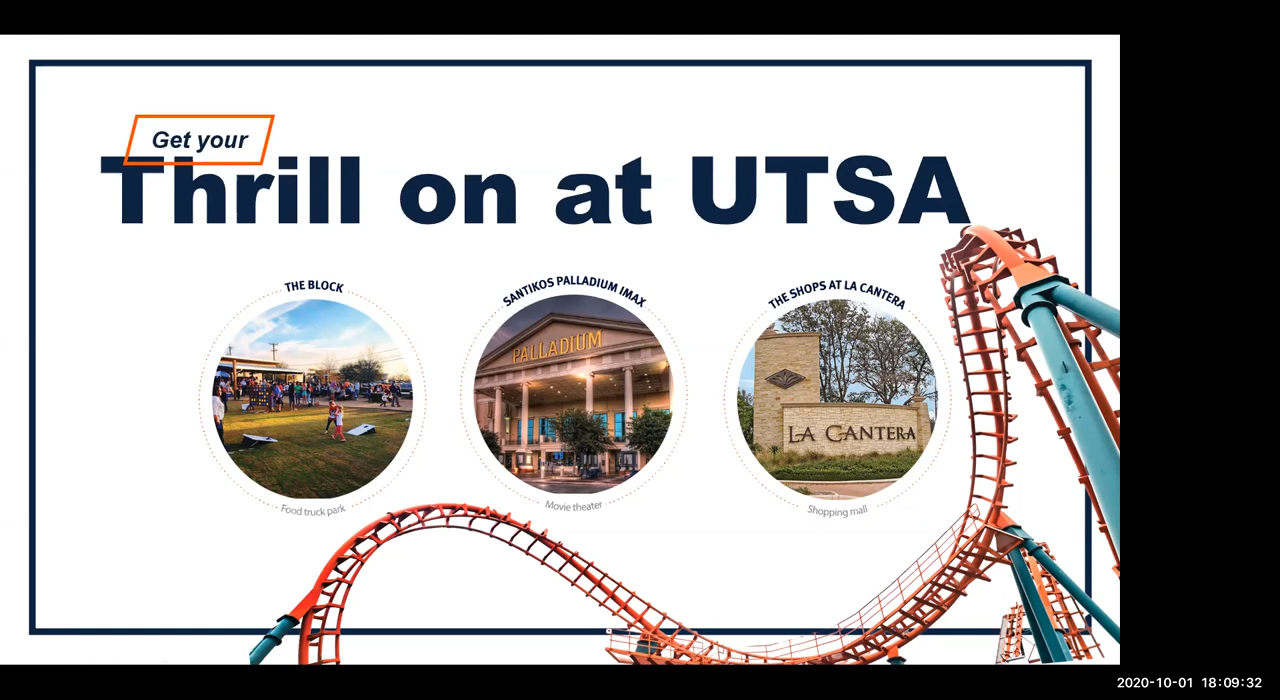 Get your
Thrill on at UTSA
THE BLOCK
SANTIKOS PALLADIUM IMAX
THE SHOPS AT LA CANTERA
PALLADIUM
LA CANTERA
Food truck park
Movie theater
Shopping mall
2020-10-01 18:09:32